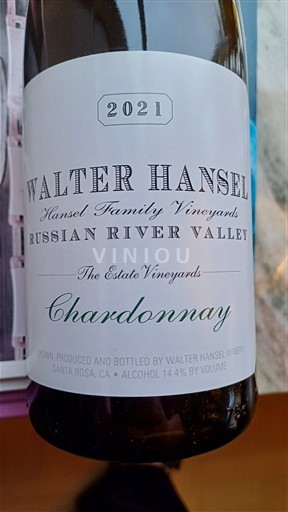 2021
WALTER HANSEL
Hansel Family Vineyards
RUSSIAN RIVER VALLEY
VINIOU
The Estate Vineyards
Chardonnay
GROWN, PRODUCED AND BOTTLED BY WALTER HANSEL WINERY
SANTA ROSA, CA • ALCOHOL 14.4% BY VOLUME